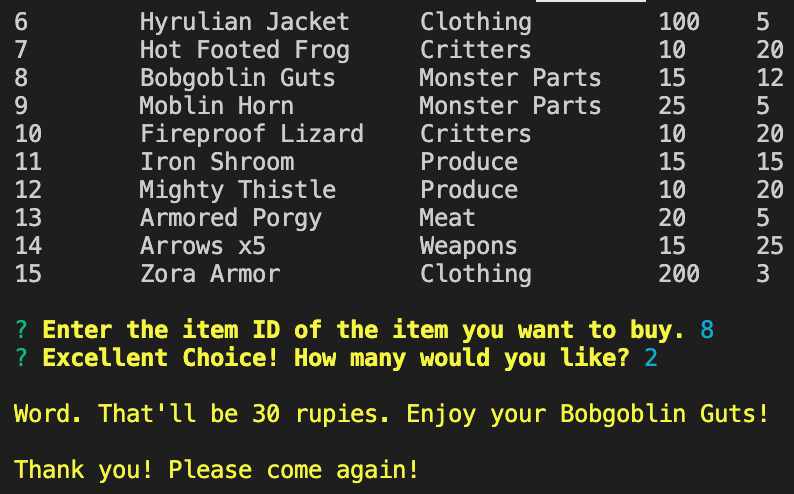 6 Hyrulian Jacket Clothing 100 5
7 Hot Footed Frog Critters 10 20
8 Bobgoblin Guts Monster Parts 15 12
9 Moblin Horn Monster Parts 25 5
10 Fireproof Lizard Critters 10 20
11 Iron Shroom Produce 15 15
12 Mighty Thistle Produce 10 20
13 Armored Porgy Meat 20 5
14 Arrows x5 Weapons 15 25
15 Zora Armor Clothing 200 3
? Enter the item ID of the item you want to buy. 8
? Excellent Choice! How many would you like? 2
Word. That'll be 30 rupies. Enjoy your Bobgoblin Guts!
Thank you! Please come again!